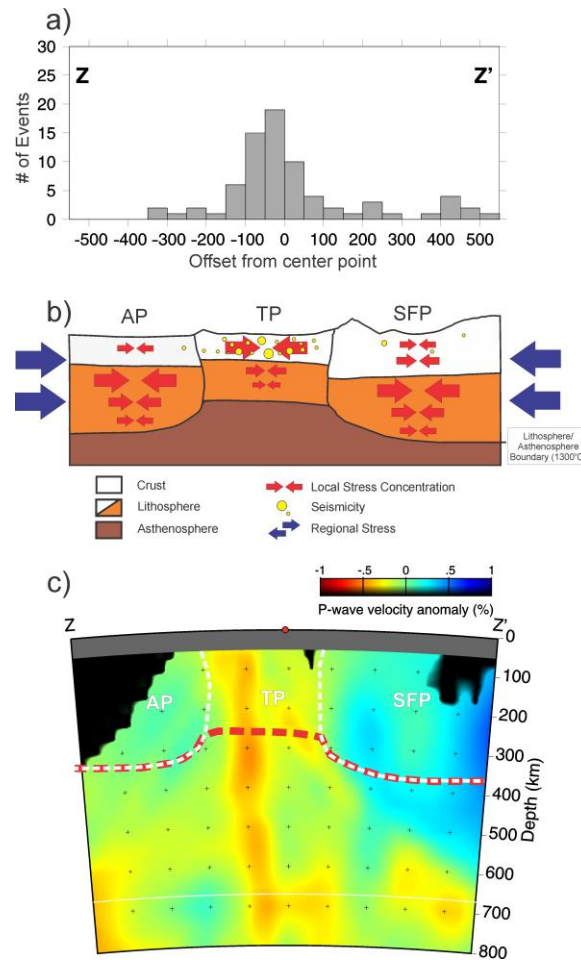 a)
30
25
20
15
10
5
0
# of Events
Z
Z'
-500 -400 -300 -200 -100 0 100 200 300 400 500
Offset from center point
b)
AP TP SFP
Lithosphere/
Asthenosphere
Boundary (1300°C)
Crust
Lithosphere
Asthenosphere
Local Stress Concentration
Seismicity
Regional Stress
c)
-1 -.5 0 .5 1
P-wave velocity anomaly (%)
Z Z'
0
100
200
300
400
500
600
700
800
Depth (km)
AP TP SFP